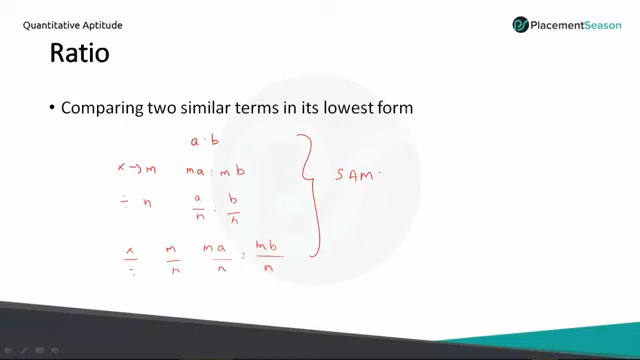 Quantitative Aptitude
PlacementSeason
Ratio
• Comparing two similar terms in its lowest form
a . b
x → m ma : mb
÷ n a/n : b/n
SAM
x/÷ m/n ma/n : mb/n